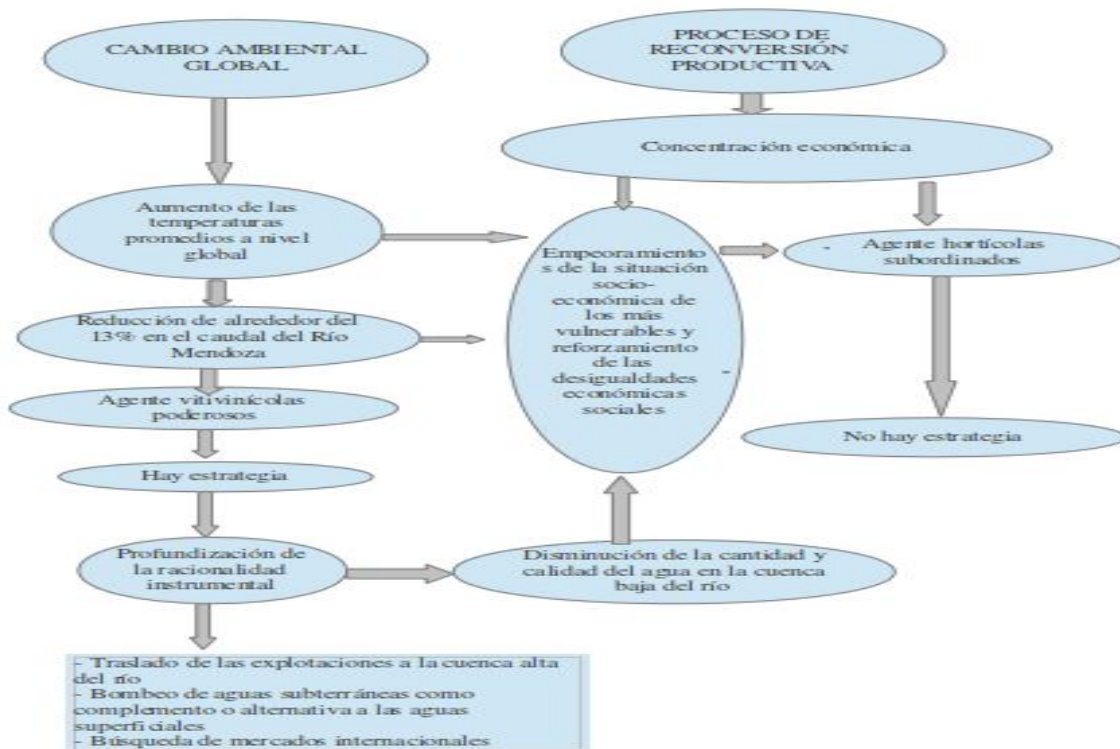 CAMBIO AMBIENTAL
GLOBAL
PROCESO DE
RECONVERSIÓN
PRODUCTIVA
Concentración económica
Aumento de las
temperaturas
promedios a nivel
global
Empeoramiento
s de la situación
socio-
económica de
los más
vulnerables y
reforzamiento
de las
desigualdades
económicas
sociales
Agente hortícolas
subordinados
Reducción de alrededor del
13% en el caudal del Río
Mendoza
Agente vitivinícolas
poderosos
No hay estrategia
Hay estrategia
Profundización de
la racionalidad
instrumental
Disminución de la cantidad y
calidad del agua en la cuenca
baja del río
- Traslado de las explotaciones a la cuenca alta
del río
- Bombeo de aguas subterráneas como
complemento o alternativa a las aguas
superficiales
- Búsqueda de mercados internacionales